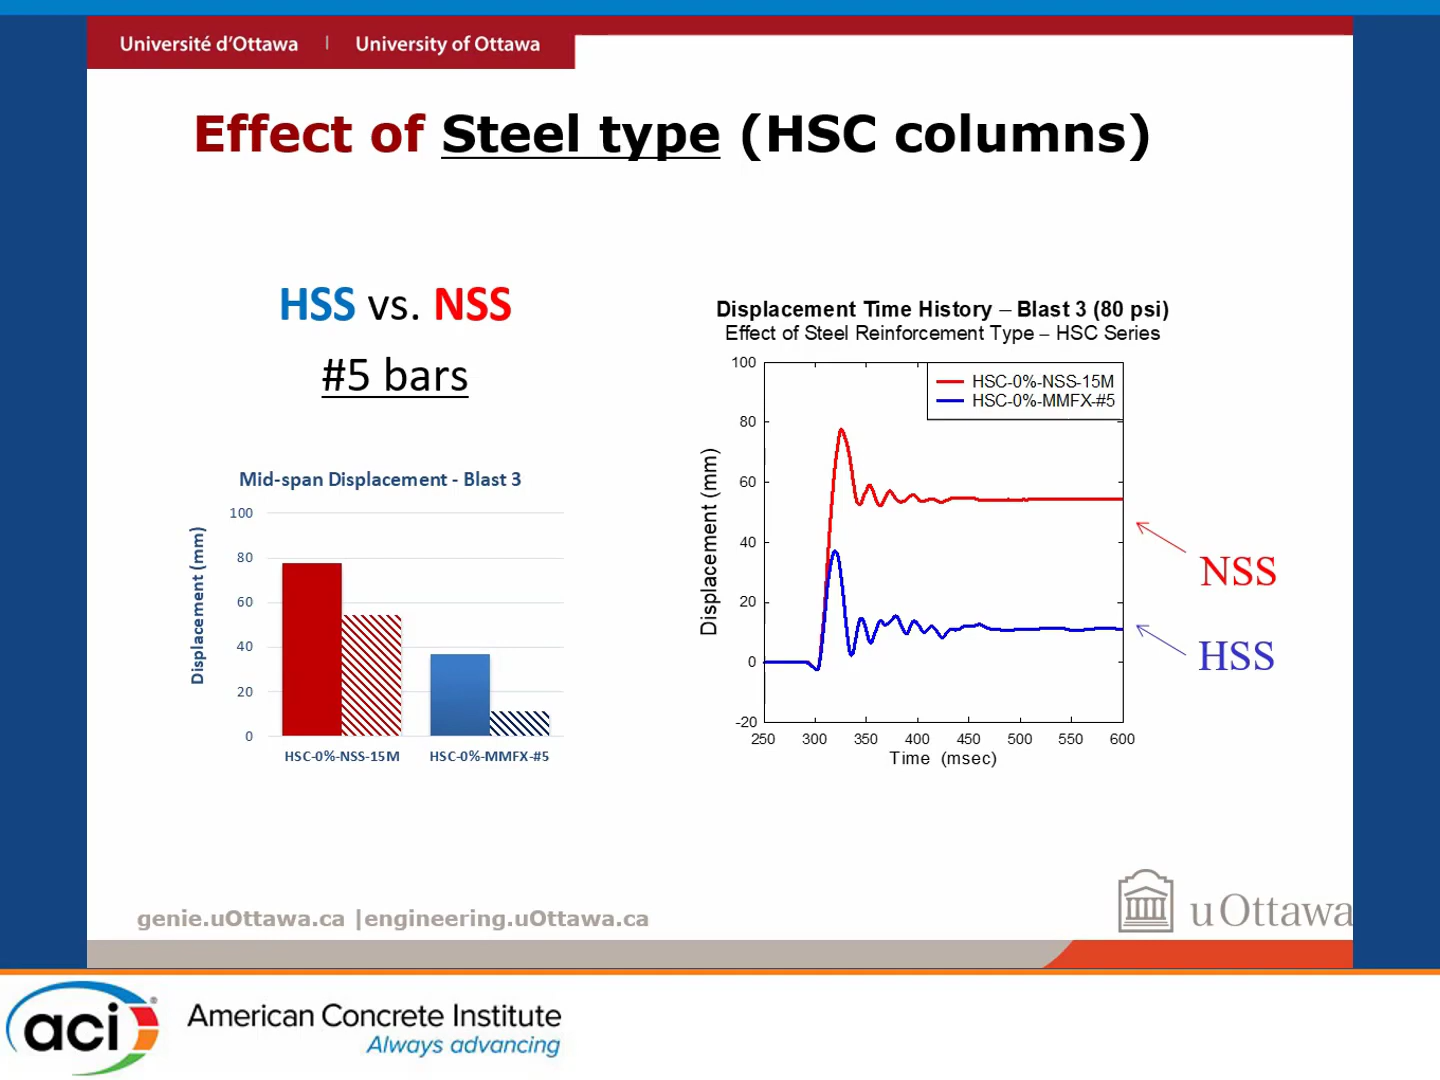 Université d'Ottawa | University of Ottawa
Effect of Steel type (HSC columns)
HSS vs. NSS
#5 bars
Mid-span Displacement - Blast 3
Displacement (mm)
100
80
60
40
20
0
HSC-0%-NSS-15M HSC-0%-MMFX-#5
Displacement Time History – Blast 3 (80 psi)
Effect of Steel Reinforcement Type – HSC Series
HSC-0%-NSS-15M
HSC-0%-MMFX-#5
Displacement (mm)
100
80
60
40
20
0
-20
250 300 350 400 450 500 550 600
Time (msec)
NSS
HSS
genie.uOttawa.ca |engineering.uOttawa.ca
uOttawa
aci®
American Concrete Institute
Always advancing